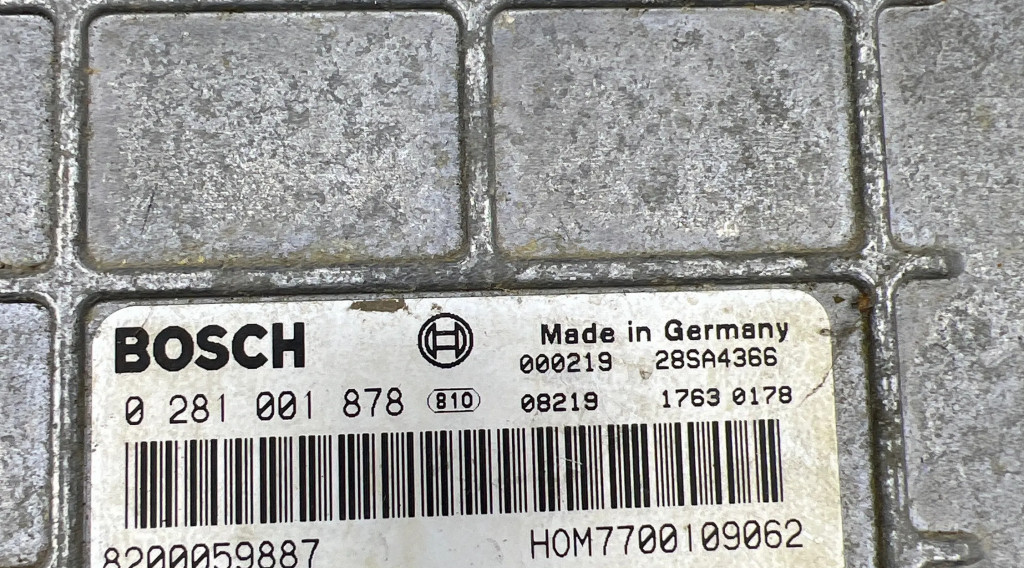 BOSCH
Made in Germany
000219 28SA4366
0 281 001 878 810 08219 1763 0178
8200059887 HOM7700109062